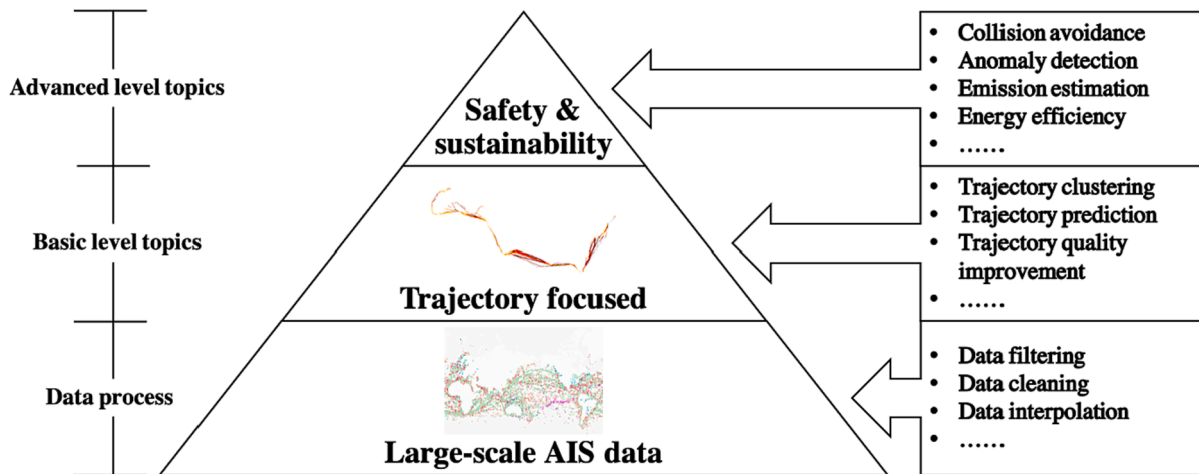 Advanced level topics
Safety &
sustainability
• Collision avoidance
• Anomaly detection
• Emission estimation
• Energy efficiency
• ......
Basic level topics
Trajectory focused
• Trajectory clustering
• Trajectory prediction
• Trajectory quality
improvement
• ......
Data process
Large-scale AIS data
• Data filtering
• Data cleaning
• Data interpolation
• ......